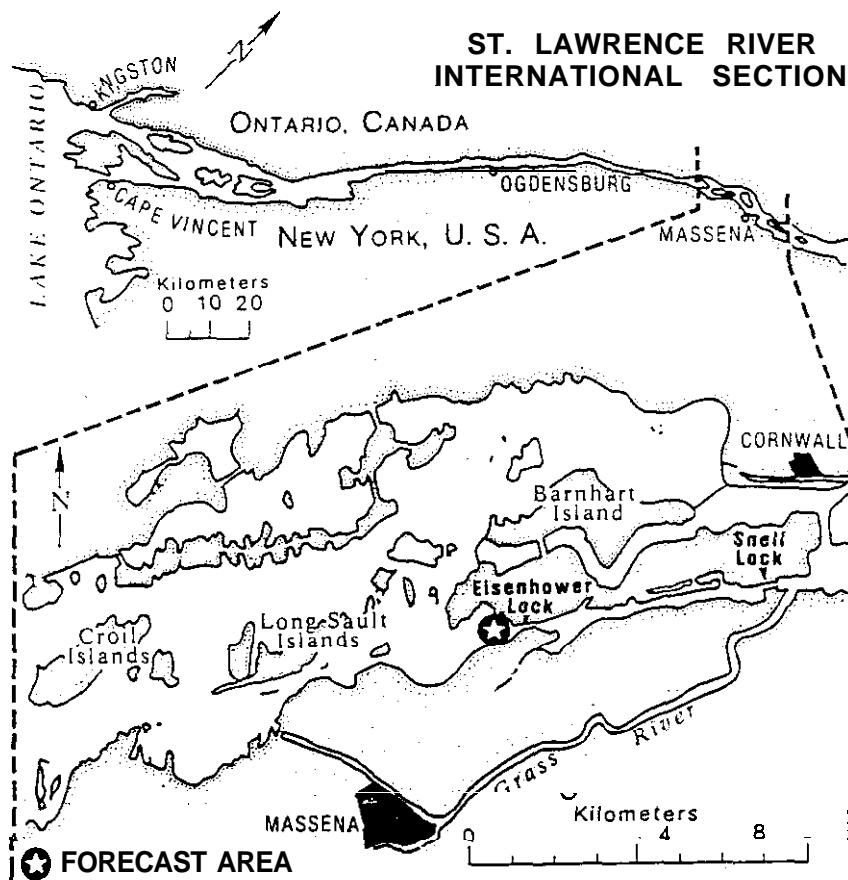 ST. LAWRENCE RIVER
INTERNATIONAL SECTION
N
KINGSTON
LAKE ONTARIO
ONTARIO, CANADA
OGDENSBURG
CAPE VINCENT
NEW YORK, U. S. A.
MASSENA
Kilometers
0 10 20
N
CORNWALL
Barnhart
Island
Snell
Lock
Eisenhower
Lock
Croil
Islands
Long Sault
Islands
Grass River
MASSENA
Kilometers
0 4 8
FORECAST AREA